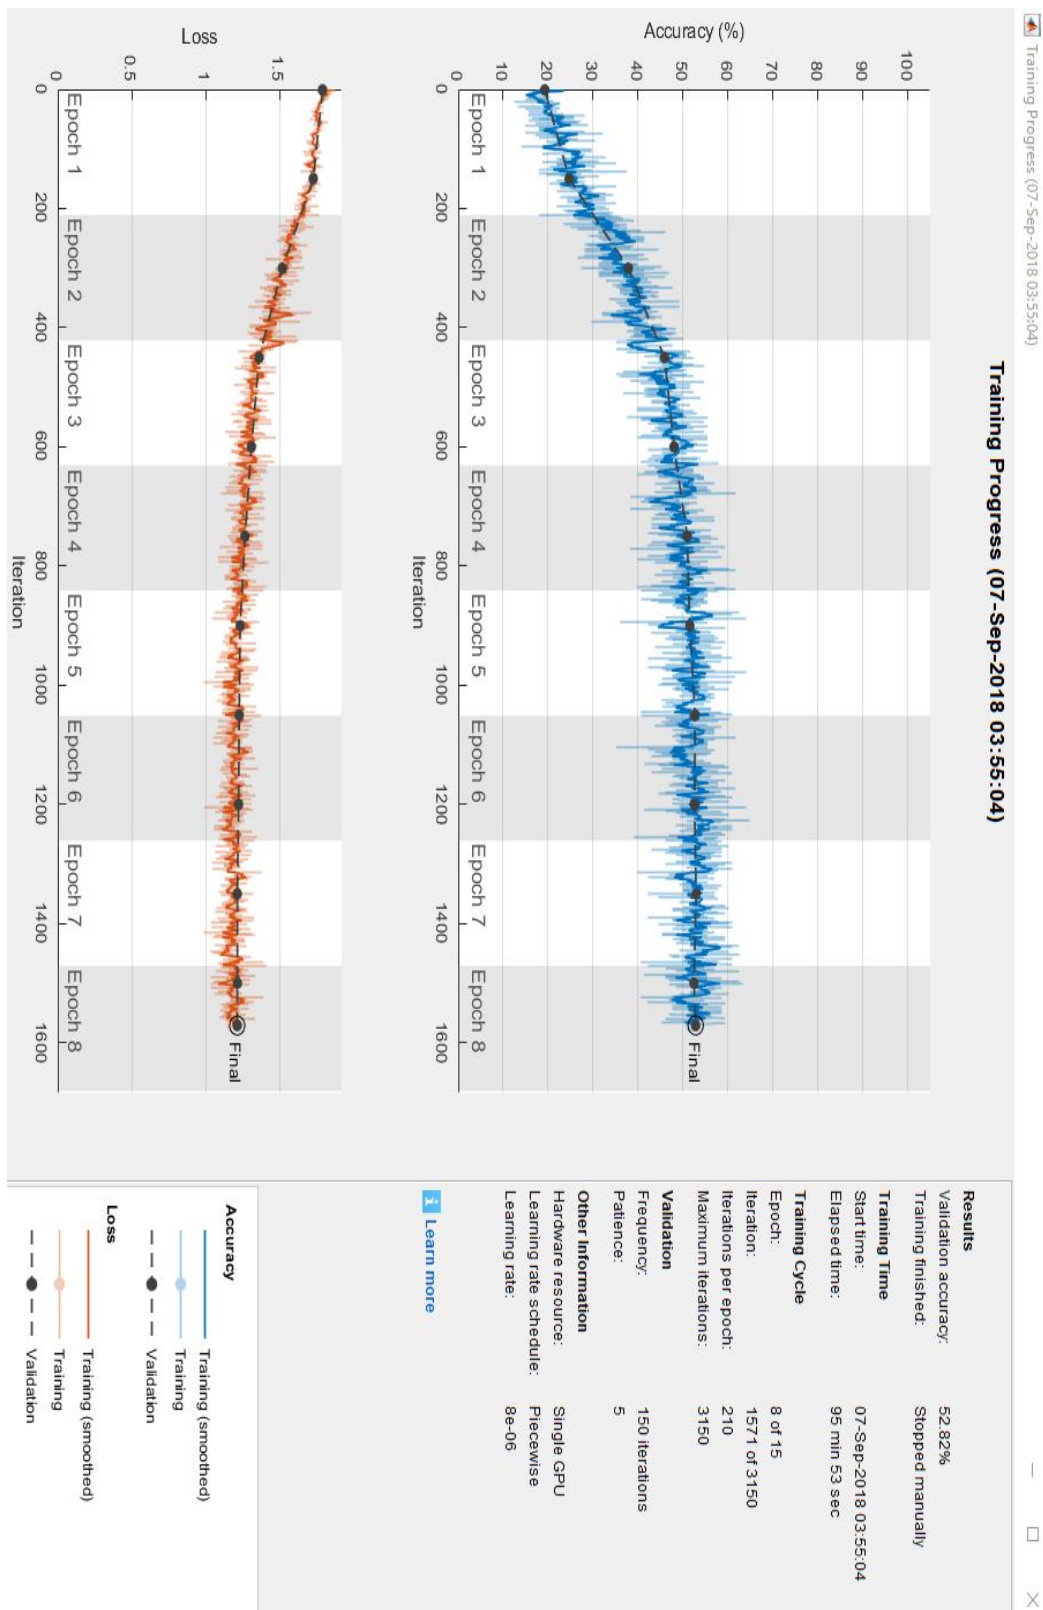 Training Progress (07-Sep-2018 03:55:04)
Training Progress (07-Sep-2018 03:55:04)
Accuracy (%)
100
90
80
70
60
50
40
30
20
10
0
Final
Epoch 1 Epoch 2 Epoch 3 Epoch 4 Epoch 5 Epoch 6 Epoch 7 Epoch 8
0 200 400 600 800 1000 1200 1400 1600
Iteration
Loss
1.5
1
0.5
0
Final
Epoch 1 Epoch 2 Epoch 3 Epoch 4 Epoch 5 Epoch 6 Epoch 7 Epoch 8
0 200 400 600 800 1000 1200 1400 1600
Iteration
Results
Validation accuracy: 52.82%
Training finished: Stopped manually
Training Time
Start time: 07-Sep-2018 03:55:04
Elapsed time: 95 min 53 sec
Training Cycle
Epoch: 8 of 15
Iteration: 1571 of 3150
Iterations per epoch: 210
Maximum iterations: 3150
Validation
Frequency: 150 iterations
Patience: 5
Other Information
Hardware resource: Single GPU
Learning rate schedule: Piecewise
Learning rate: 8e-06
i Learn more
Accuracy
Training (smoothed)
Training
Validation
Loss
Training (smoothed)
Training
Validation